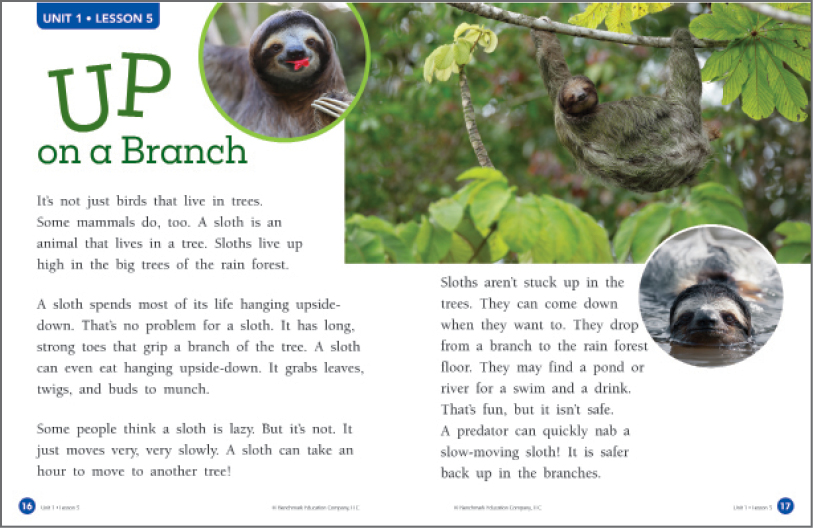 UNIT 1 • LESSON 5
UP
on a Branch
It's not just birds that live in trees.
Some mammals do, too. A sloth is an
animal that lives in a tree. Sloths live up
high in the big trees of the rain forest.
A sloth spends most of its life hanging upside-
down. That's no problem for a sloth. It has long,
strong toes that grip a branch of the tree. A sloth
can even eat hanging upside-down. It grabs leaves,
twigs, and buds to munch.
Some people think a sloth is lazy. But it's not. It
just moves very, very slowly. A sloth can take an
hour to move to another tree!
16 Unit 1 • Lesson 5
© Benchmark Education Company, LLC
Sloths aren't stuck up in the
trees. They can come down
when they want to. They drop
from a branch to the rain forest
floor. They may find a pond or
river for a swim and a drink.
That's fun, but it isn't safe.
A predator can quickly nab a
slow-moving sloth! It is safer
back up in the branches.
© Benchmark Education Company, LLC
Unit 1 • Lesson 5 17